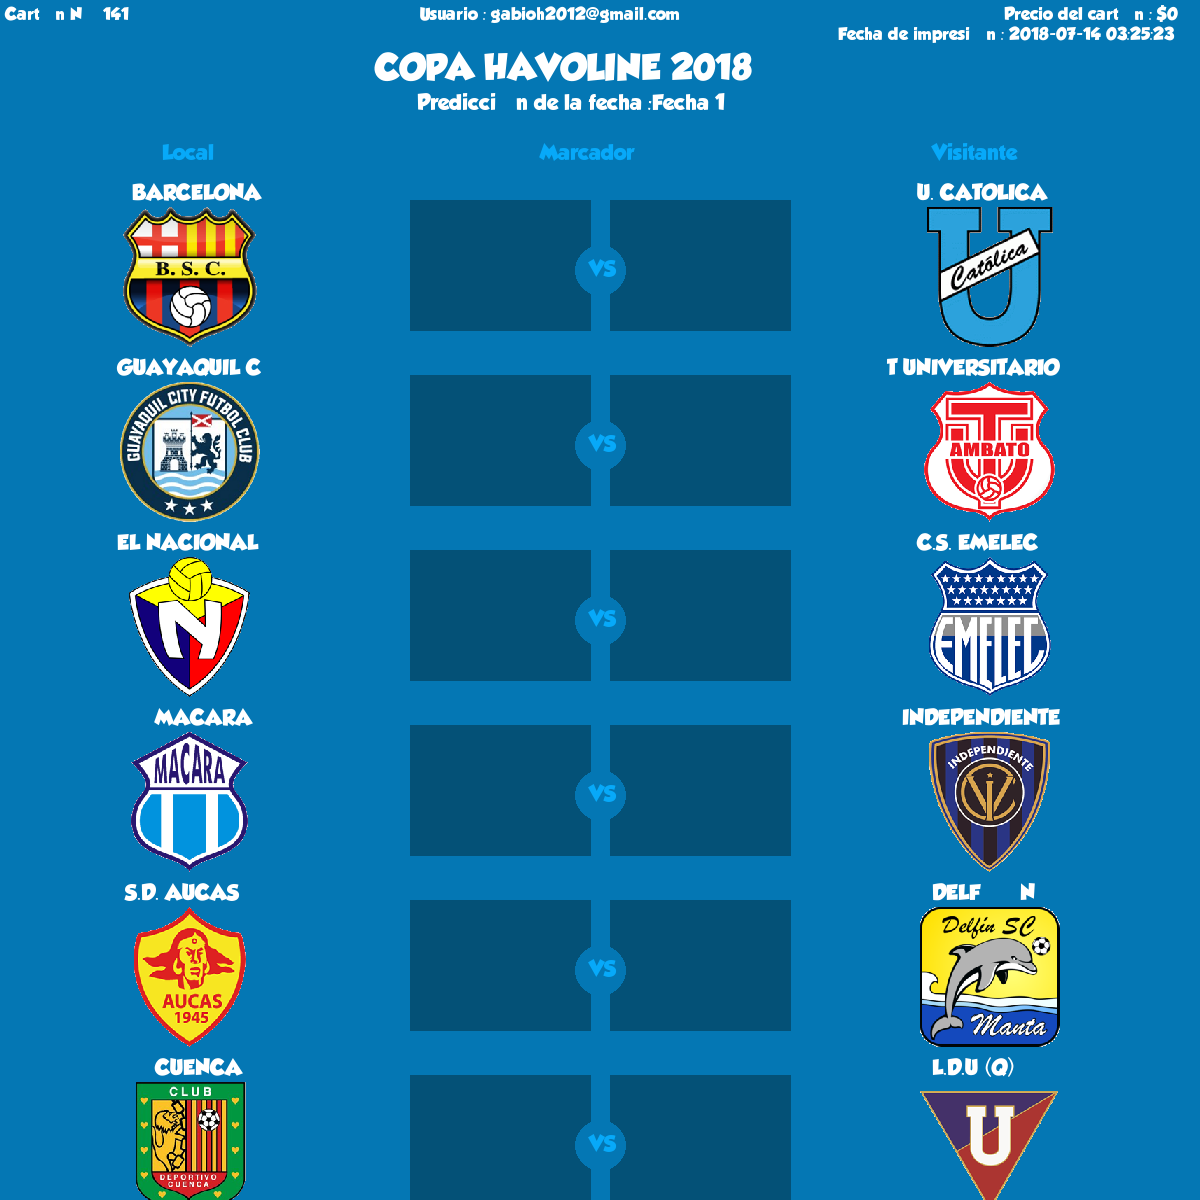 Cart n N 141
Usuario : gabioh2012@gmail.com
Precio del cart n : $0
Fecha de impresi n : 2018-07-14 03:25:23
COPA HAVOLINE 2018
Predicci n de la fecha :Fecha 1
Local
Marcador
Visitante
BARCELONA
U. CATOLICA
B. S. C.
VS
Católica
GUAYAQUIL C
T UNIVERSITARIO
GUAYAQUIL CITY FUTBOL CLUB
VS
T
AMBATO
U
EL NACIONAL
C.S. EMELEC
N
VS
EMELEC
MACARA
INDEPENDIENTE
MACARA
VS
INDEPENDIENTE
S.D. AUCAS
DELF N
AUCAS
1945
VS
Delfín SC
Manta
CUENCA
L.D.U (Q)
CLUB
DEPORTIVO
CUENCA
VS
U